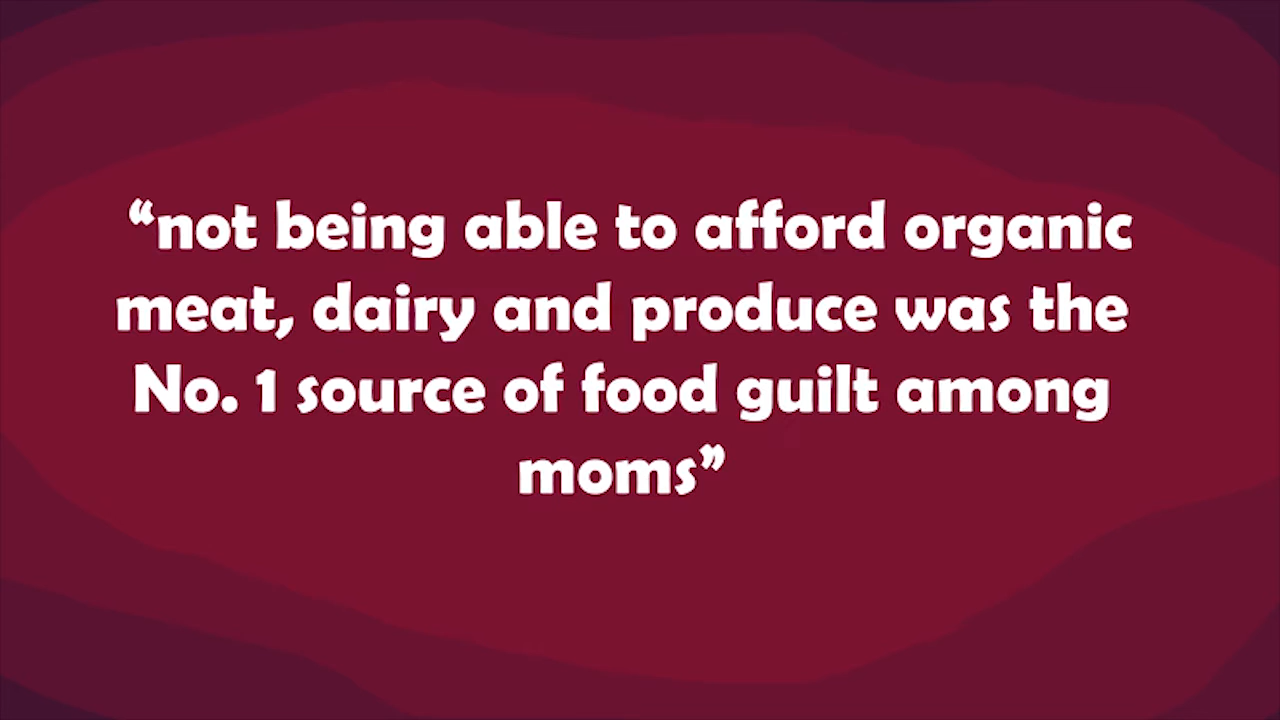 “not being able to afford organic
meat, dairy and produce was the
No. 1 source of food guilt among
moms”